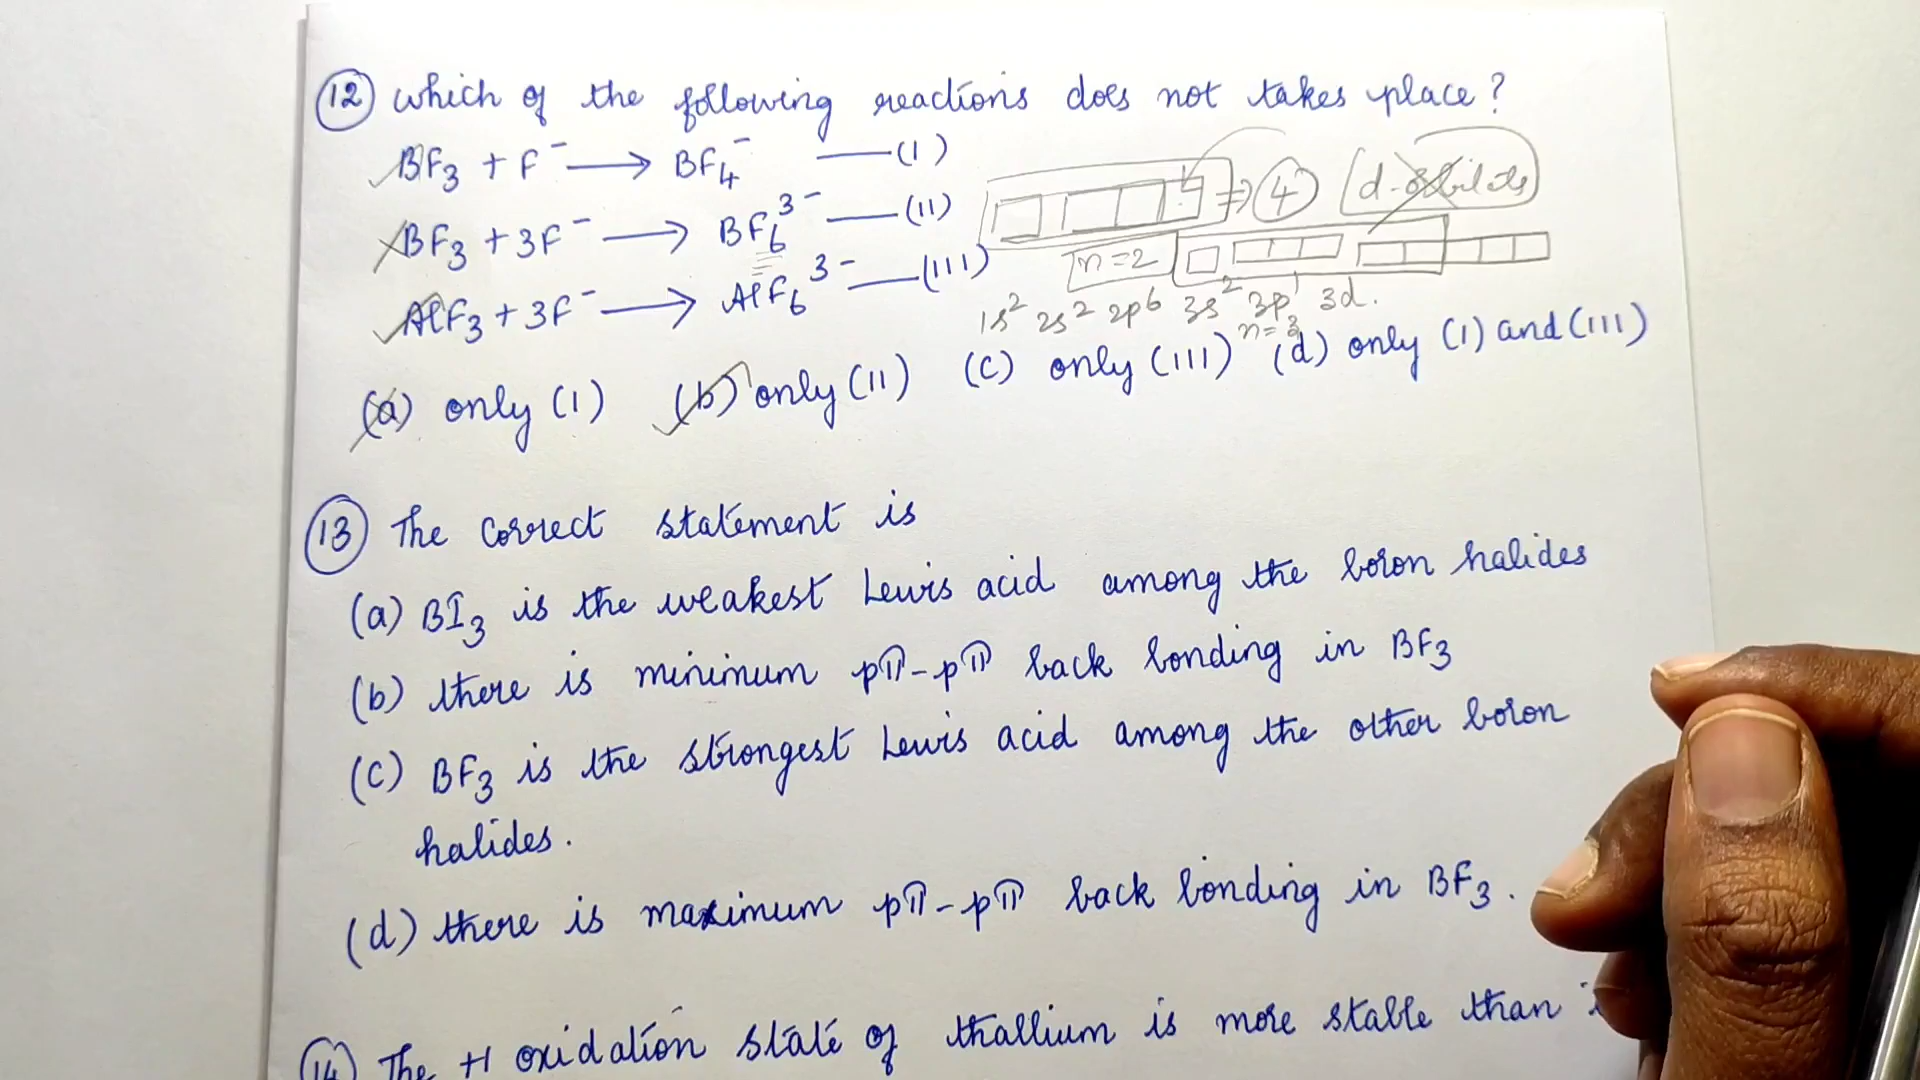 12 which of the following reactions does not takes place?
BF₃ + F⁻ ⟶ BF₄⁻ —(I)
⇒ 4 [d-orbitals
BF₃ + 3F⁻ ⟶ BF₆³⁻ —(II)
n=2
AlF₃ + 3F⁻ ⟶ AlF₆³⁻ —(III)
1s² 2s² 2p⁶ 3s² 3p¹ 3d.
n=3
(a) only (I) (b) only (II) (C) only (III) (d) only (I) and (III)
13 The correct statement is
(a) BI₃ is the weakest Lewis acid among the boron halides
(b) there is minimum pπ-pπ back bonding in BF₃
(C) BF₃ is the strongest Lewis acid among the other boron
halides.
(d) there is maximum pπ-pπ back bonding in BF₃.
14 The +1 oxidation state of thallium is more stable than